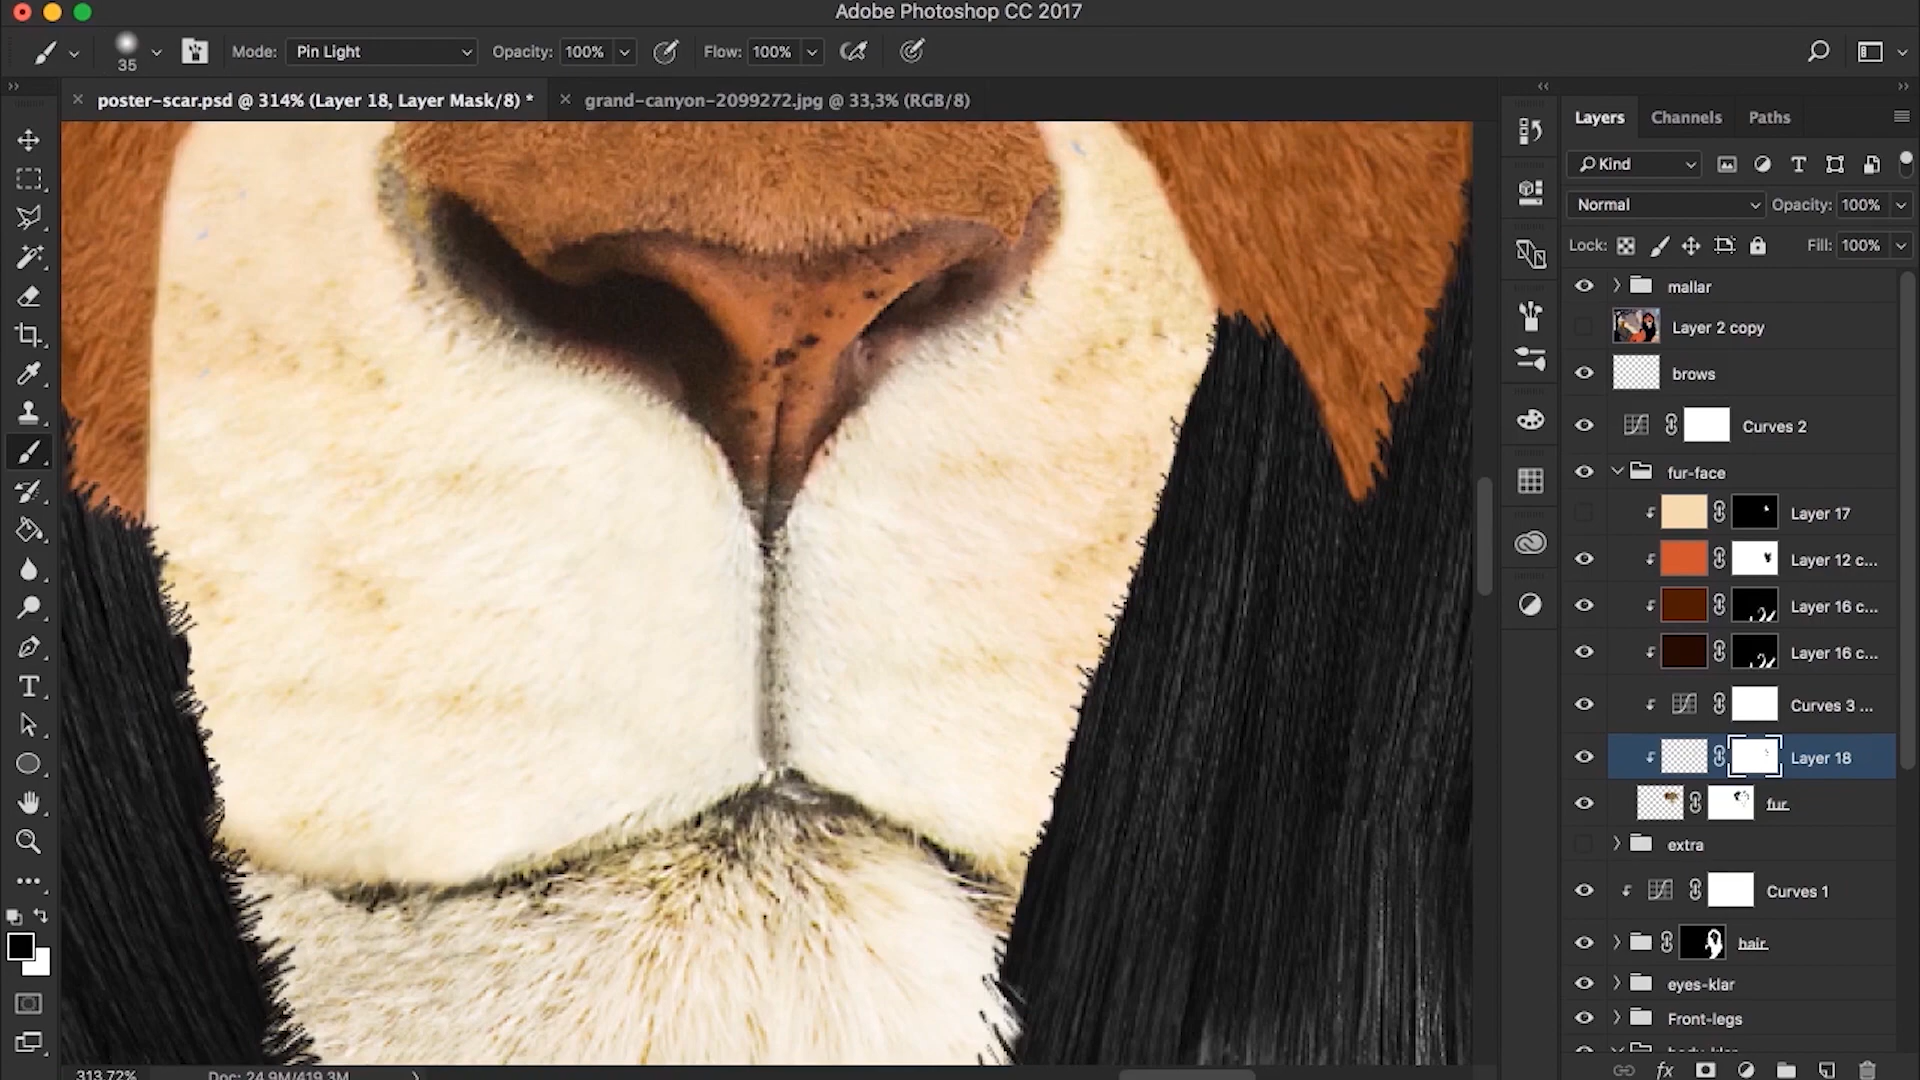 Adobe Photoshop CC 2017
35
Mode: Pin Light Opacity: 100% Flow: 100%
poster-scar.psd @ 314% (Layer 18, Layer Mask/8) *
grand-canyon-2099272.jpg @ 33,3% (RGB/8)
Layers Channels Paths
Kind
Normal Opacity: 100%
Lock: Fill: 100%
mallar
Layer 2 copy
brows
Curves 2
fur-face
Layer 17
Layer 12 c...
Layer 16 c...
Layer 16 c...
Curves 3 ...
Layer 18
fur
extra
Curves 1
hair
eyes-klar
Front-legs
body-klar
fx
313,72% Doc: 24,9M/419,3M